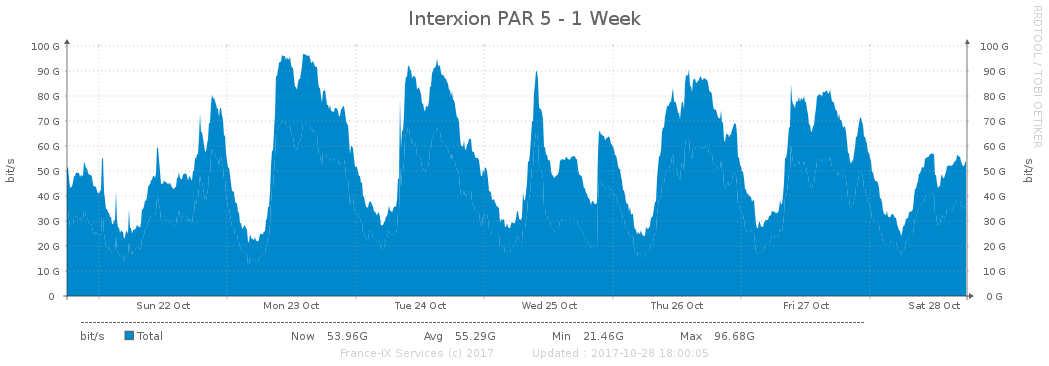 Interxion PAR 5 - 1 Week
RRDTOOL / TOBI OETIKER
bit/s
bit/s
100 G 100 G
90 G 90 G
80 G 80 G
70 G 70 G
60 G 60 G
50 G 50 G
40 G 40 G
30 G 30 G
20 G 20 G
10 G 10 G
0 0 G
Sun 22 Oct Mon 23 Oct Tue 24 Oct Wed 25 Oct Thu 26 Oct Fri 27 Oct Sat 28 Oct
bit/s Total Now 53.96G Avg 55.29G Min 21.46G Max 96.68G
France-IX Services (c) 2017 Updated : 2017-10-28 18:00:05